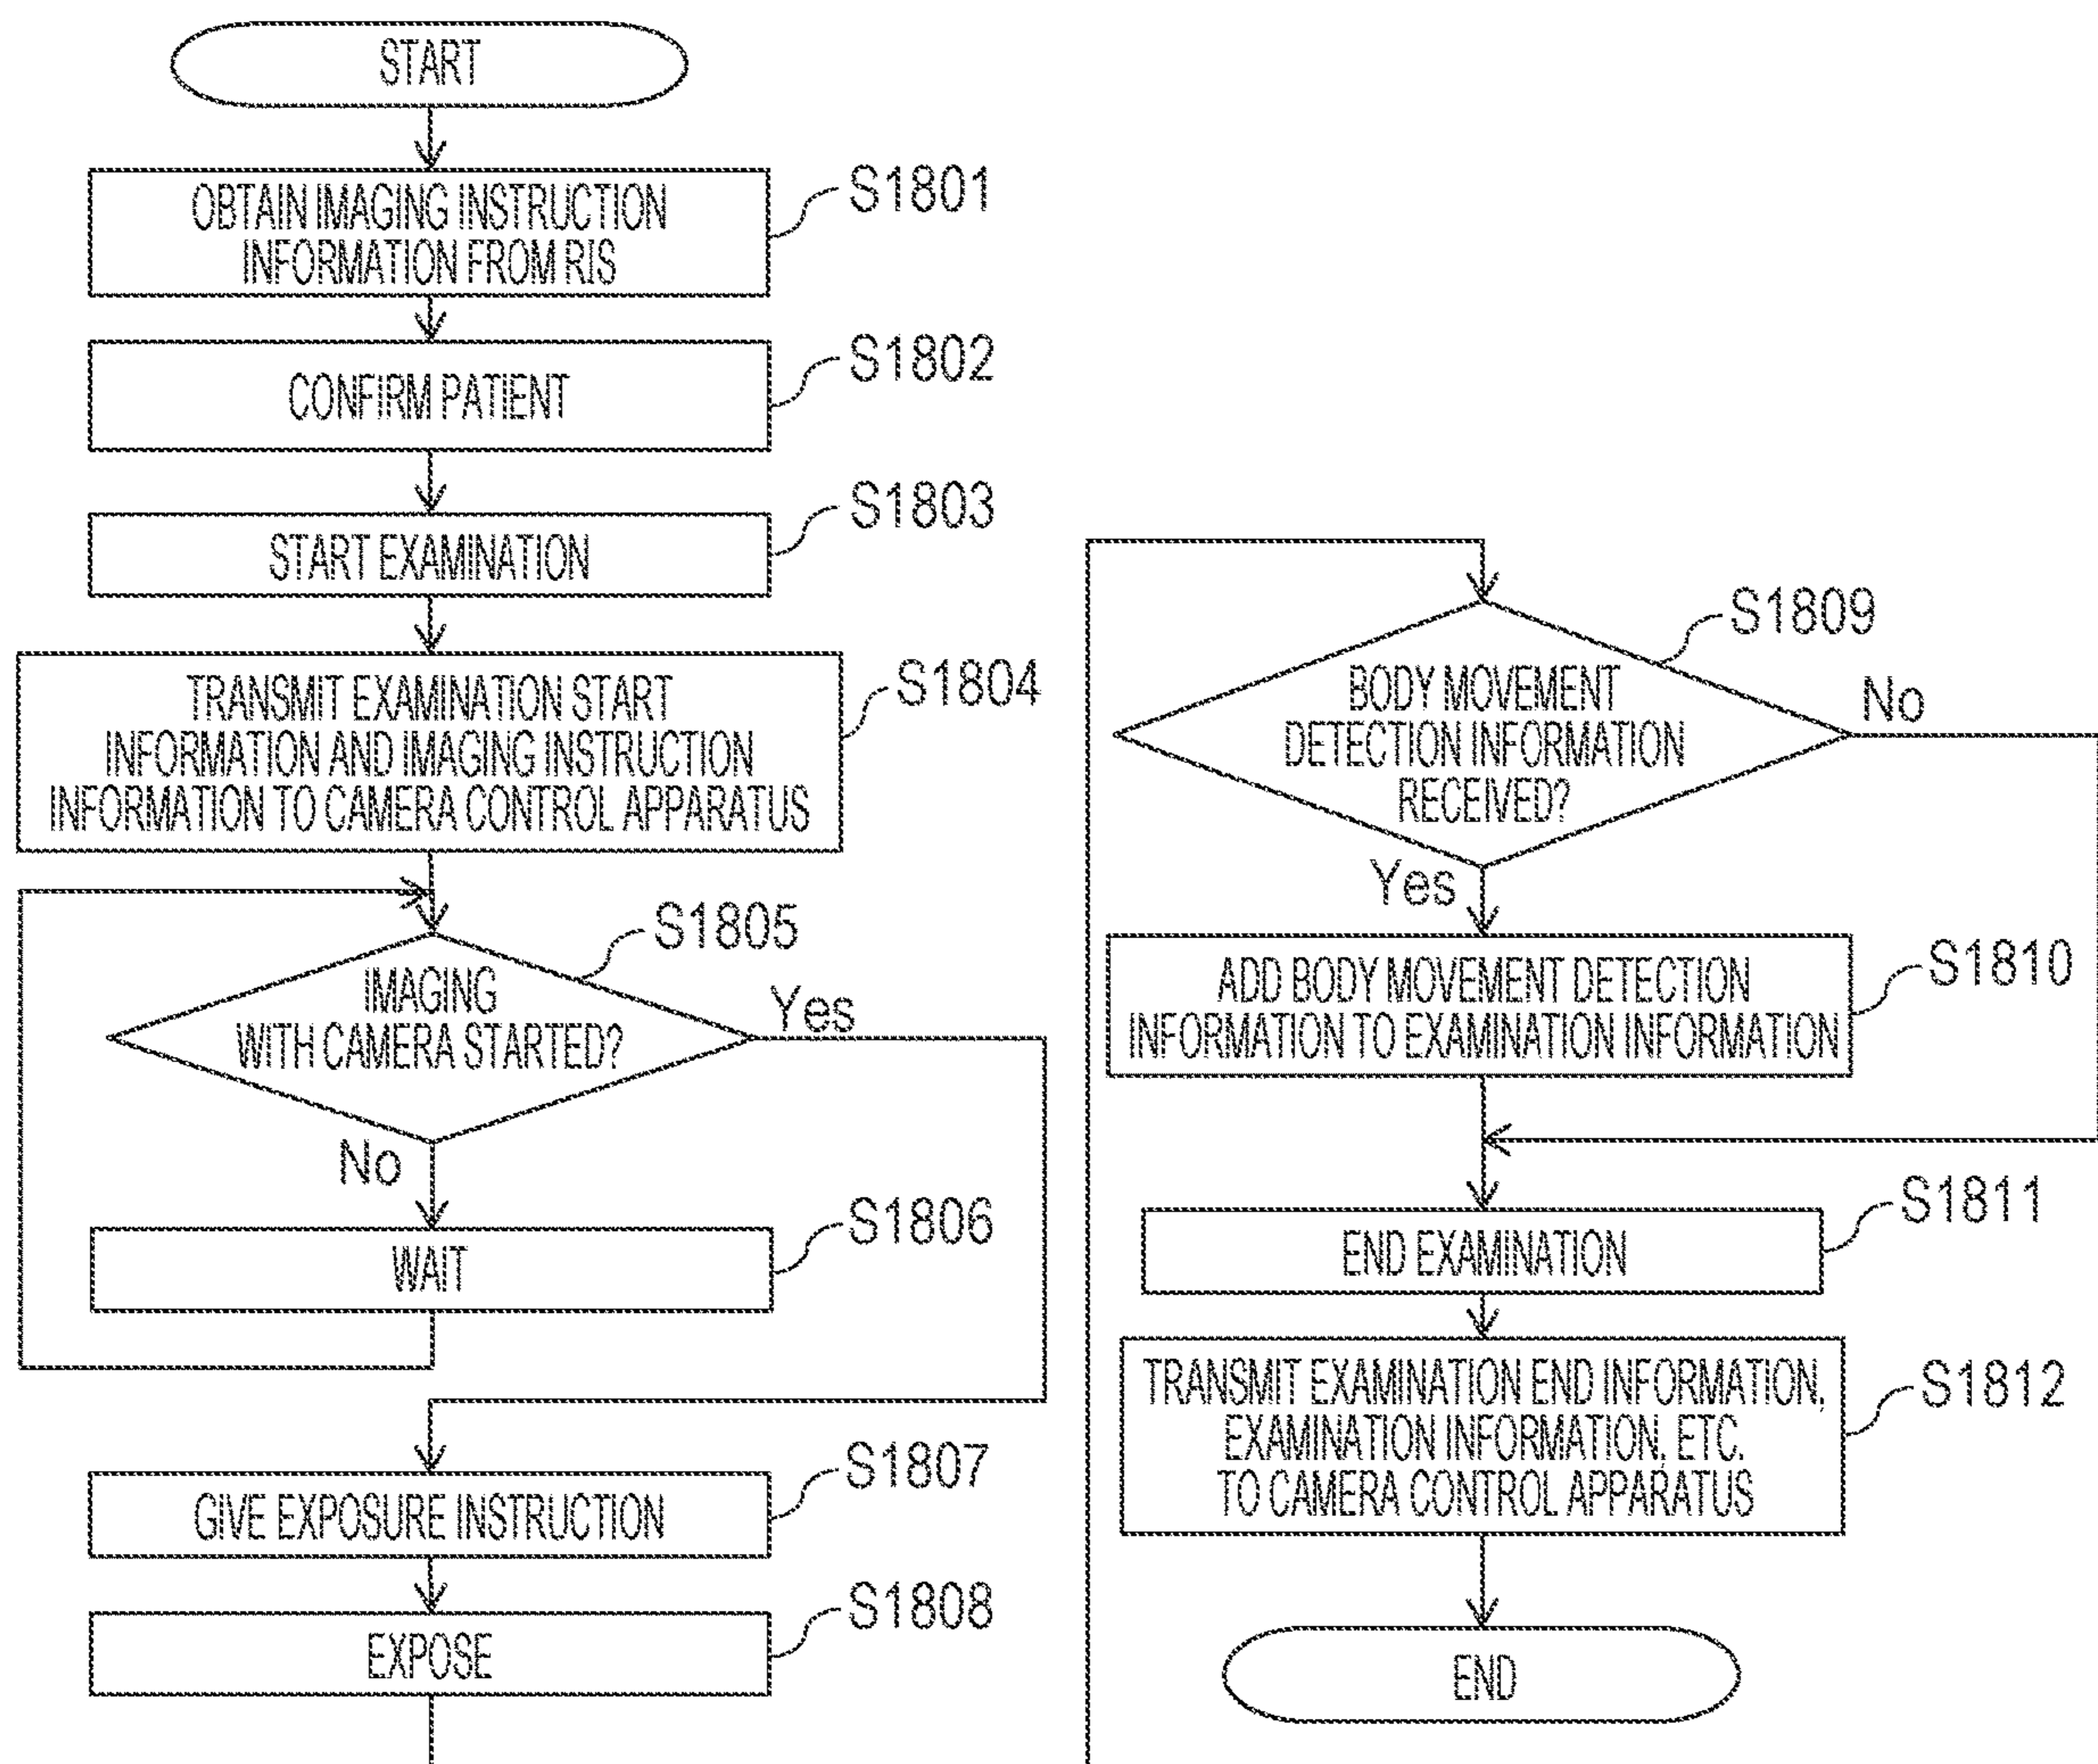 START
OBTAIN IMAGING INSTRUCTION
INFORMATION FROM RIS
S1801
CONFIRM PATIENT
S1802
START EXAMINATION
S1803
TRANSMIT EXAMINATION START
INFORMATION AND IMAGING INSTRUCTION
INFORMATION TO CAMERA CONTROL APPARATUS
S1804
IMAGING
WITH CAMERA STARTED?
S1805
Yes
No
WAIT
S1806
GIVE EXPOSURE INSTRUCTION
S1807
EXPOSE
S1808
BODY MOVEMENT
DETECTION INFORMATION
RECEIVED?
S1809
No
Yes
ADD BODY MOVEMENT DETECTION
INFORMATION TO EXAMINATION INFORMATION
S1810
END EXAMINATION
S1811
TRANSMIT EXAMINATION END INFORMATION,
EXAMINATION INFORMATION, ETC.
TO CAMERA CONTROL APPARATUS
S1812
END